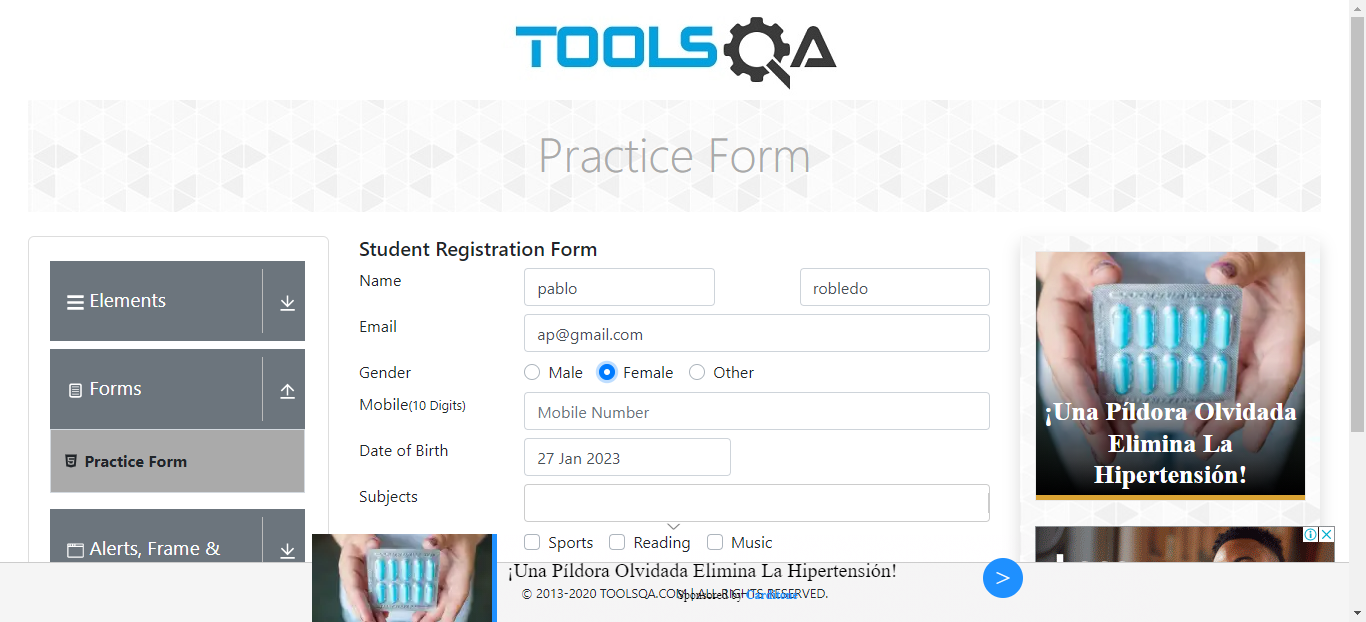 TOOLSQA
Practice Form
Elements
Forms
Practice Form
Alerts, Frame &
Student Registration Form
Name
pablo
robledo
Email
ap@gmail.com
Gender
Male
Female
Other
Mobile(10 Digits)
Mobile Number
Date of Birth
27 Jan 2023
Subjects
Sports
Reading
Music
¡Una Píldora Olvidada
Elimina La
Hipertensión!
¡Una Píldora Olvidada Elimina La Hipertensión!
>
© 2013-2020 TOOLSQA.COM | ALL RIGHTS RESERVED.
Sponsored by